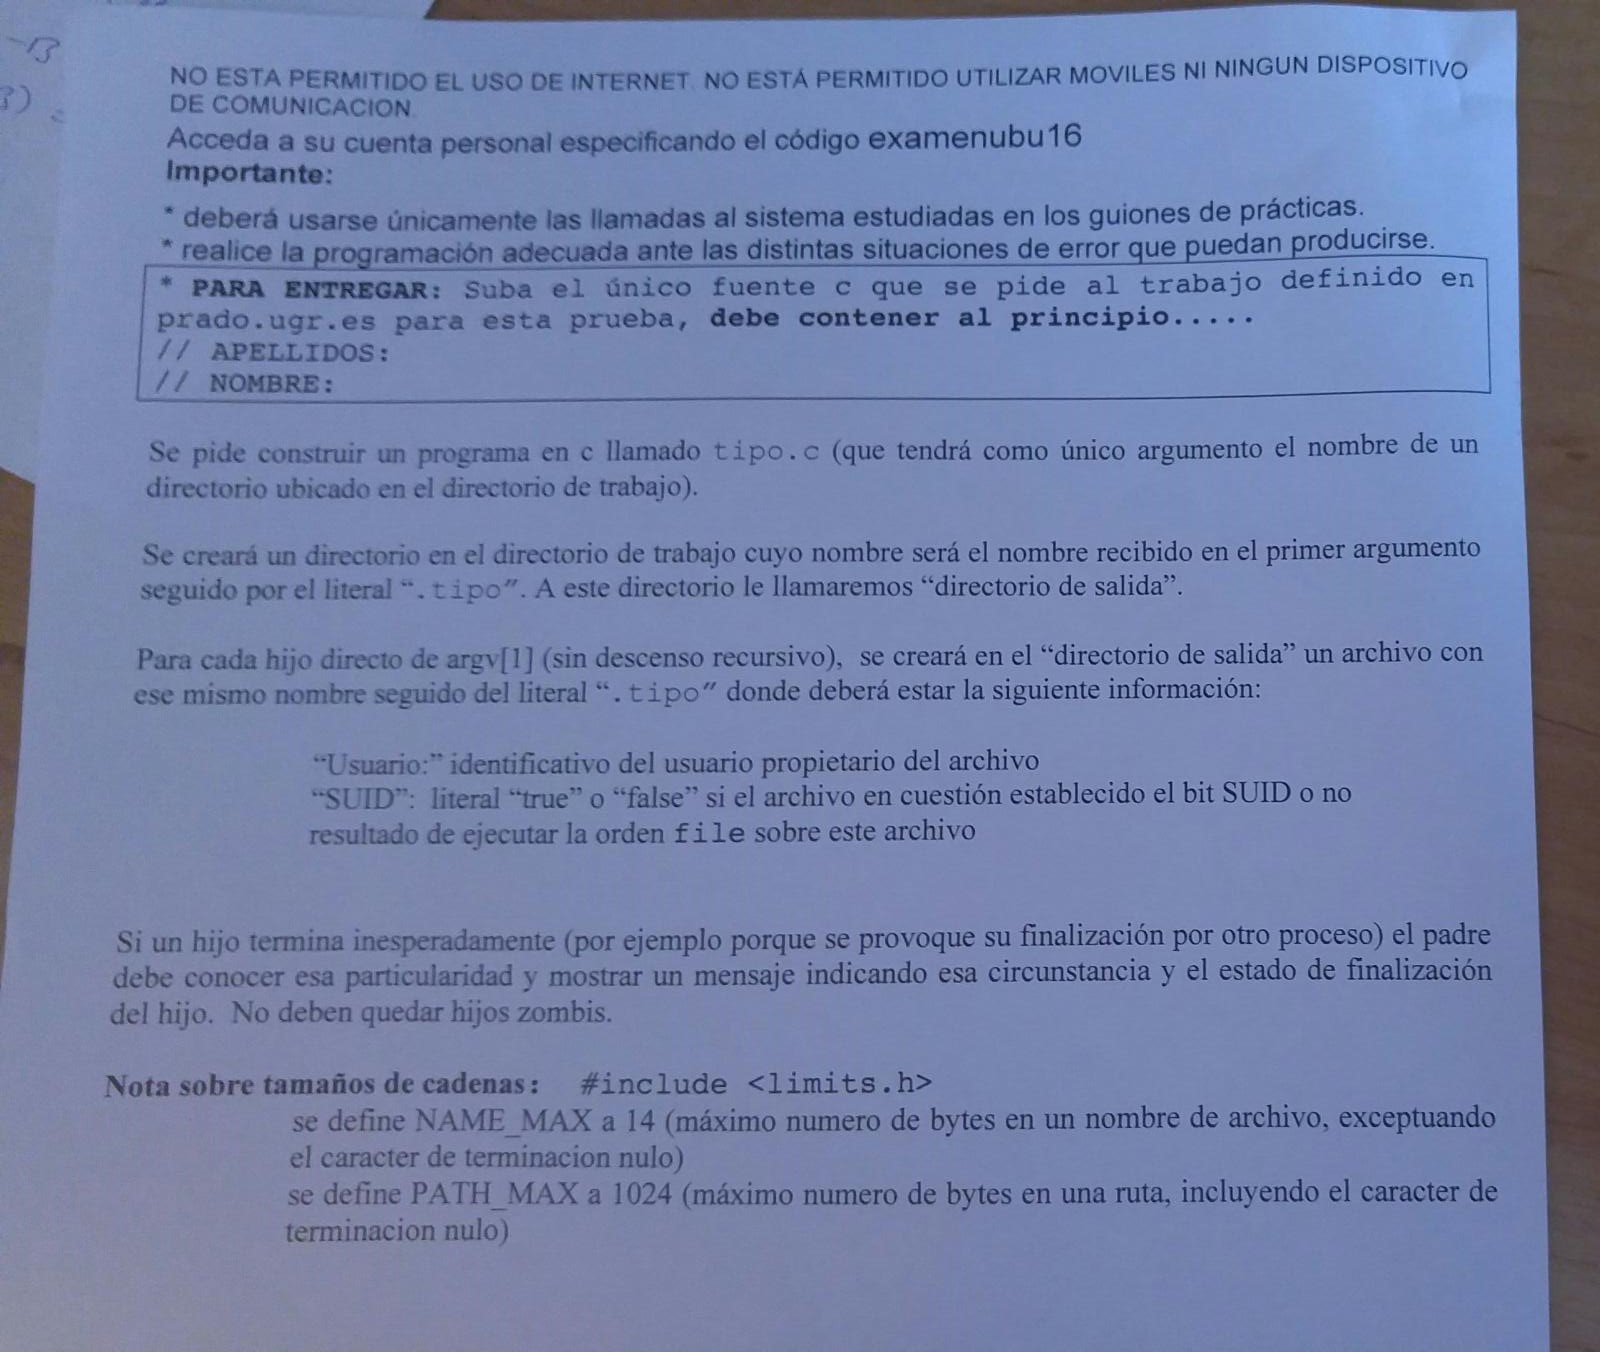 -13
?)
NO ESTA PERMITIDO EL USO DE INTERNET. NO ESTÁ PERMITIDO UTILIZAR MOVILES NI NINGUN DISPOSITIVO
DE COMUNICACION.
Acceda a su cuenta personal especificando el código examenubu16
Importante:
* deberá usarse únicamente las llamadas al sistema estudiadas en los guiones de prácticas.
* realice la programación adecuada ante las distintas situaciones de error que puedan producirse.
* PARA ENTREGAR: Suba el único fuente c que se pide al trabajo definido en
prado.ugr.es para esta prueba, debe contener al principio.....
// APELLIDOS:
// NOMBRE:
Se pide construir un programa en c llamado tipo.c (que tendrá como único argumento el nombre de un
directorio ubicado en el directorio de trabajo).
Se creará un directorio en el directorio de trabajo cuyo nombre será el nombre recibido en el primer argumento
seguido por el literal “.tipo”. A este directorio le llamaremos “directorio de salida”.
Para cada hijo directo de argv[1] (sin descenso recursivo), se creará en el “directorio de salida” un archivo con
ese mismo nombre seguido del literal “.tipo” donde deberá estar la siguiente información:
“Usuario:” identificativo del usuario propietario del archivo
“SUID”: literal “true” o “false” si el archivo en cuestión establecido el bit SUID o no
resultado de ejecutar la orden file sobre este archivo
Si un hijo termina inesperadamente (por ejemplo porque se provoque su finalización por otro proceso) el padre
debe conocer esa particularidad y mostrar un mensaje indicando esa circunstancia y el estado de finalización
del hijo. No deben quedar hijos zombis.
Nota sobre tamaños de cadenas: #include <limits.h>
se define NAME_MAX a 14 (máximo numero de bytes en un nombre de archivo, exceptuando
el caracter de terminacion nulo)
se define PATH_MAX a 1024 (máximo numero de bytes en una ruta, incluyendo el caracter de
terminacion nulo)